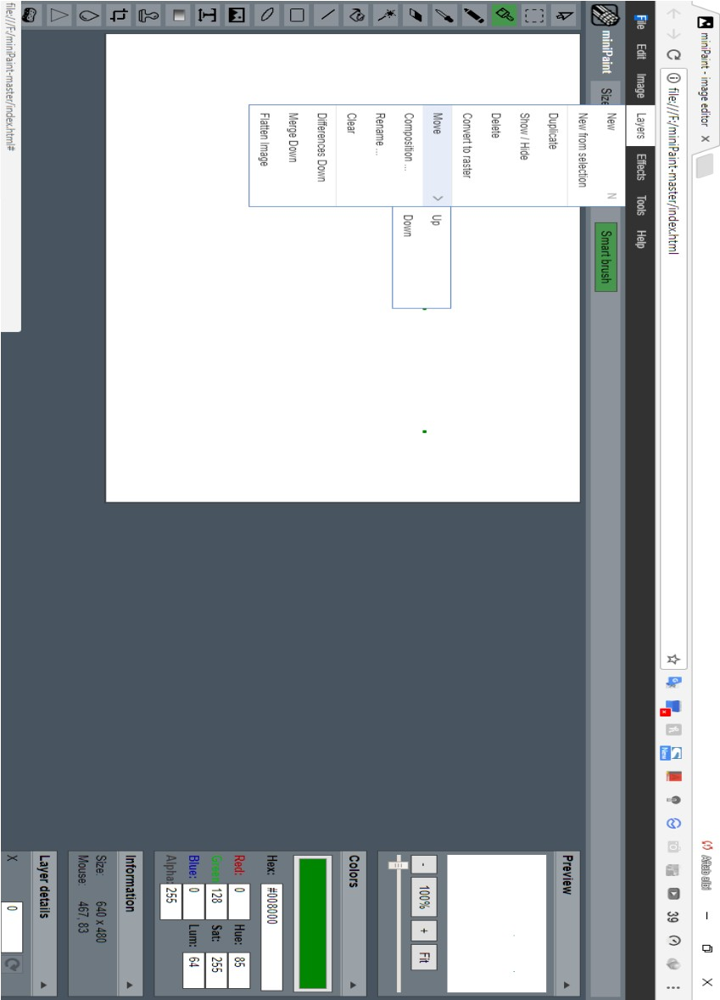 miniPaint - image editor X
Aftab albi
file:///F:/miniPaint-master/index.html
New
39
File Edit Image Layers Effects Tools Help
miniPaint Size
Smart brush
New N
New from selection
Duplicate
Show / Hide
Delete
Convert to raster
Move >
Up
Down
Composition ...
Rename ...
Clear
Differences Down
Merge Down
Flatten Image
Preview
- 100% + Fit
Colors
Hex: #008000
Red: 0 Hue: 85
Green: 128 Sat: 255
Blue: 0 Lum: 64
Alpha: 255
Information
Size: 640 x 480
Mouse: 467, 83
Layer details
X 0
file:///F:/miniPaint-master/index.html#